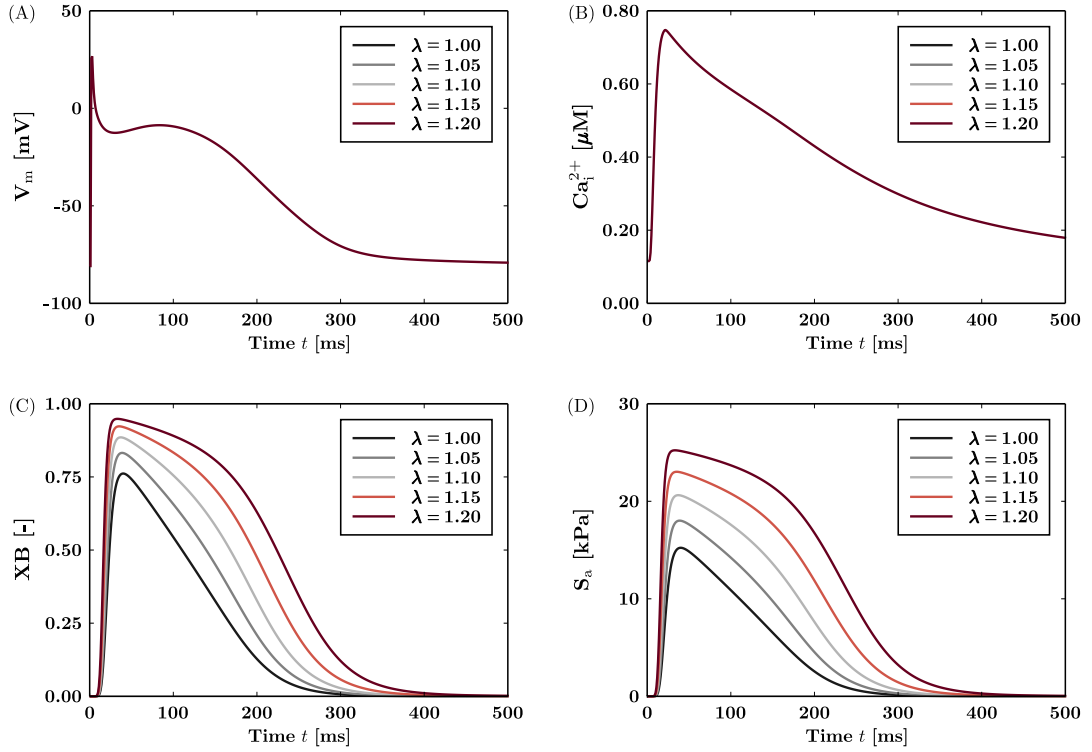 (A)
V_m [mV]
50
0
-50
-100
0 100 200 300 400 500
Time t [ms]
λ = 1.00
λ = 1.05
λ = 1.10
λ = 1.15
λ = 1.20
(B)
Ca_i^2+ [μM]
0.80
0.60
0.40
0.20
0.00
0 100 200 300 400 500
Time t [ms]
λ = 1.00
λ = 1.05
λ = 1.10
λ = 1.15
λ = 1.20
(C)
XB [-]
1.00
0.75
0.50
0.25
0.00
0 100 200 300 400 500
Time t [ms]
λ = 1.00
λ = 1.05
λ = 1.10
λ = 1.15
λ = 1.20
(D)
S_a [kPa]
30
20
10
0
0 100 200 300 400 500
Time t [ms]
λ = 1.00
λ = 1.05
λ = 1.10
λ = 1.15
λ = 1.20